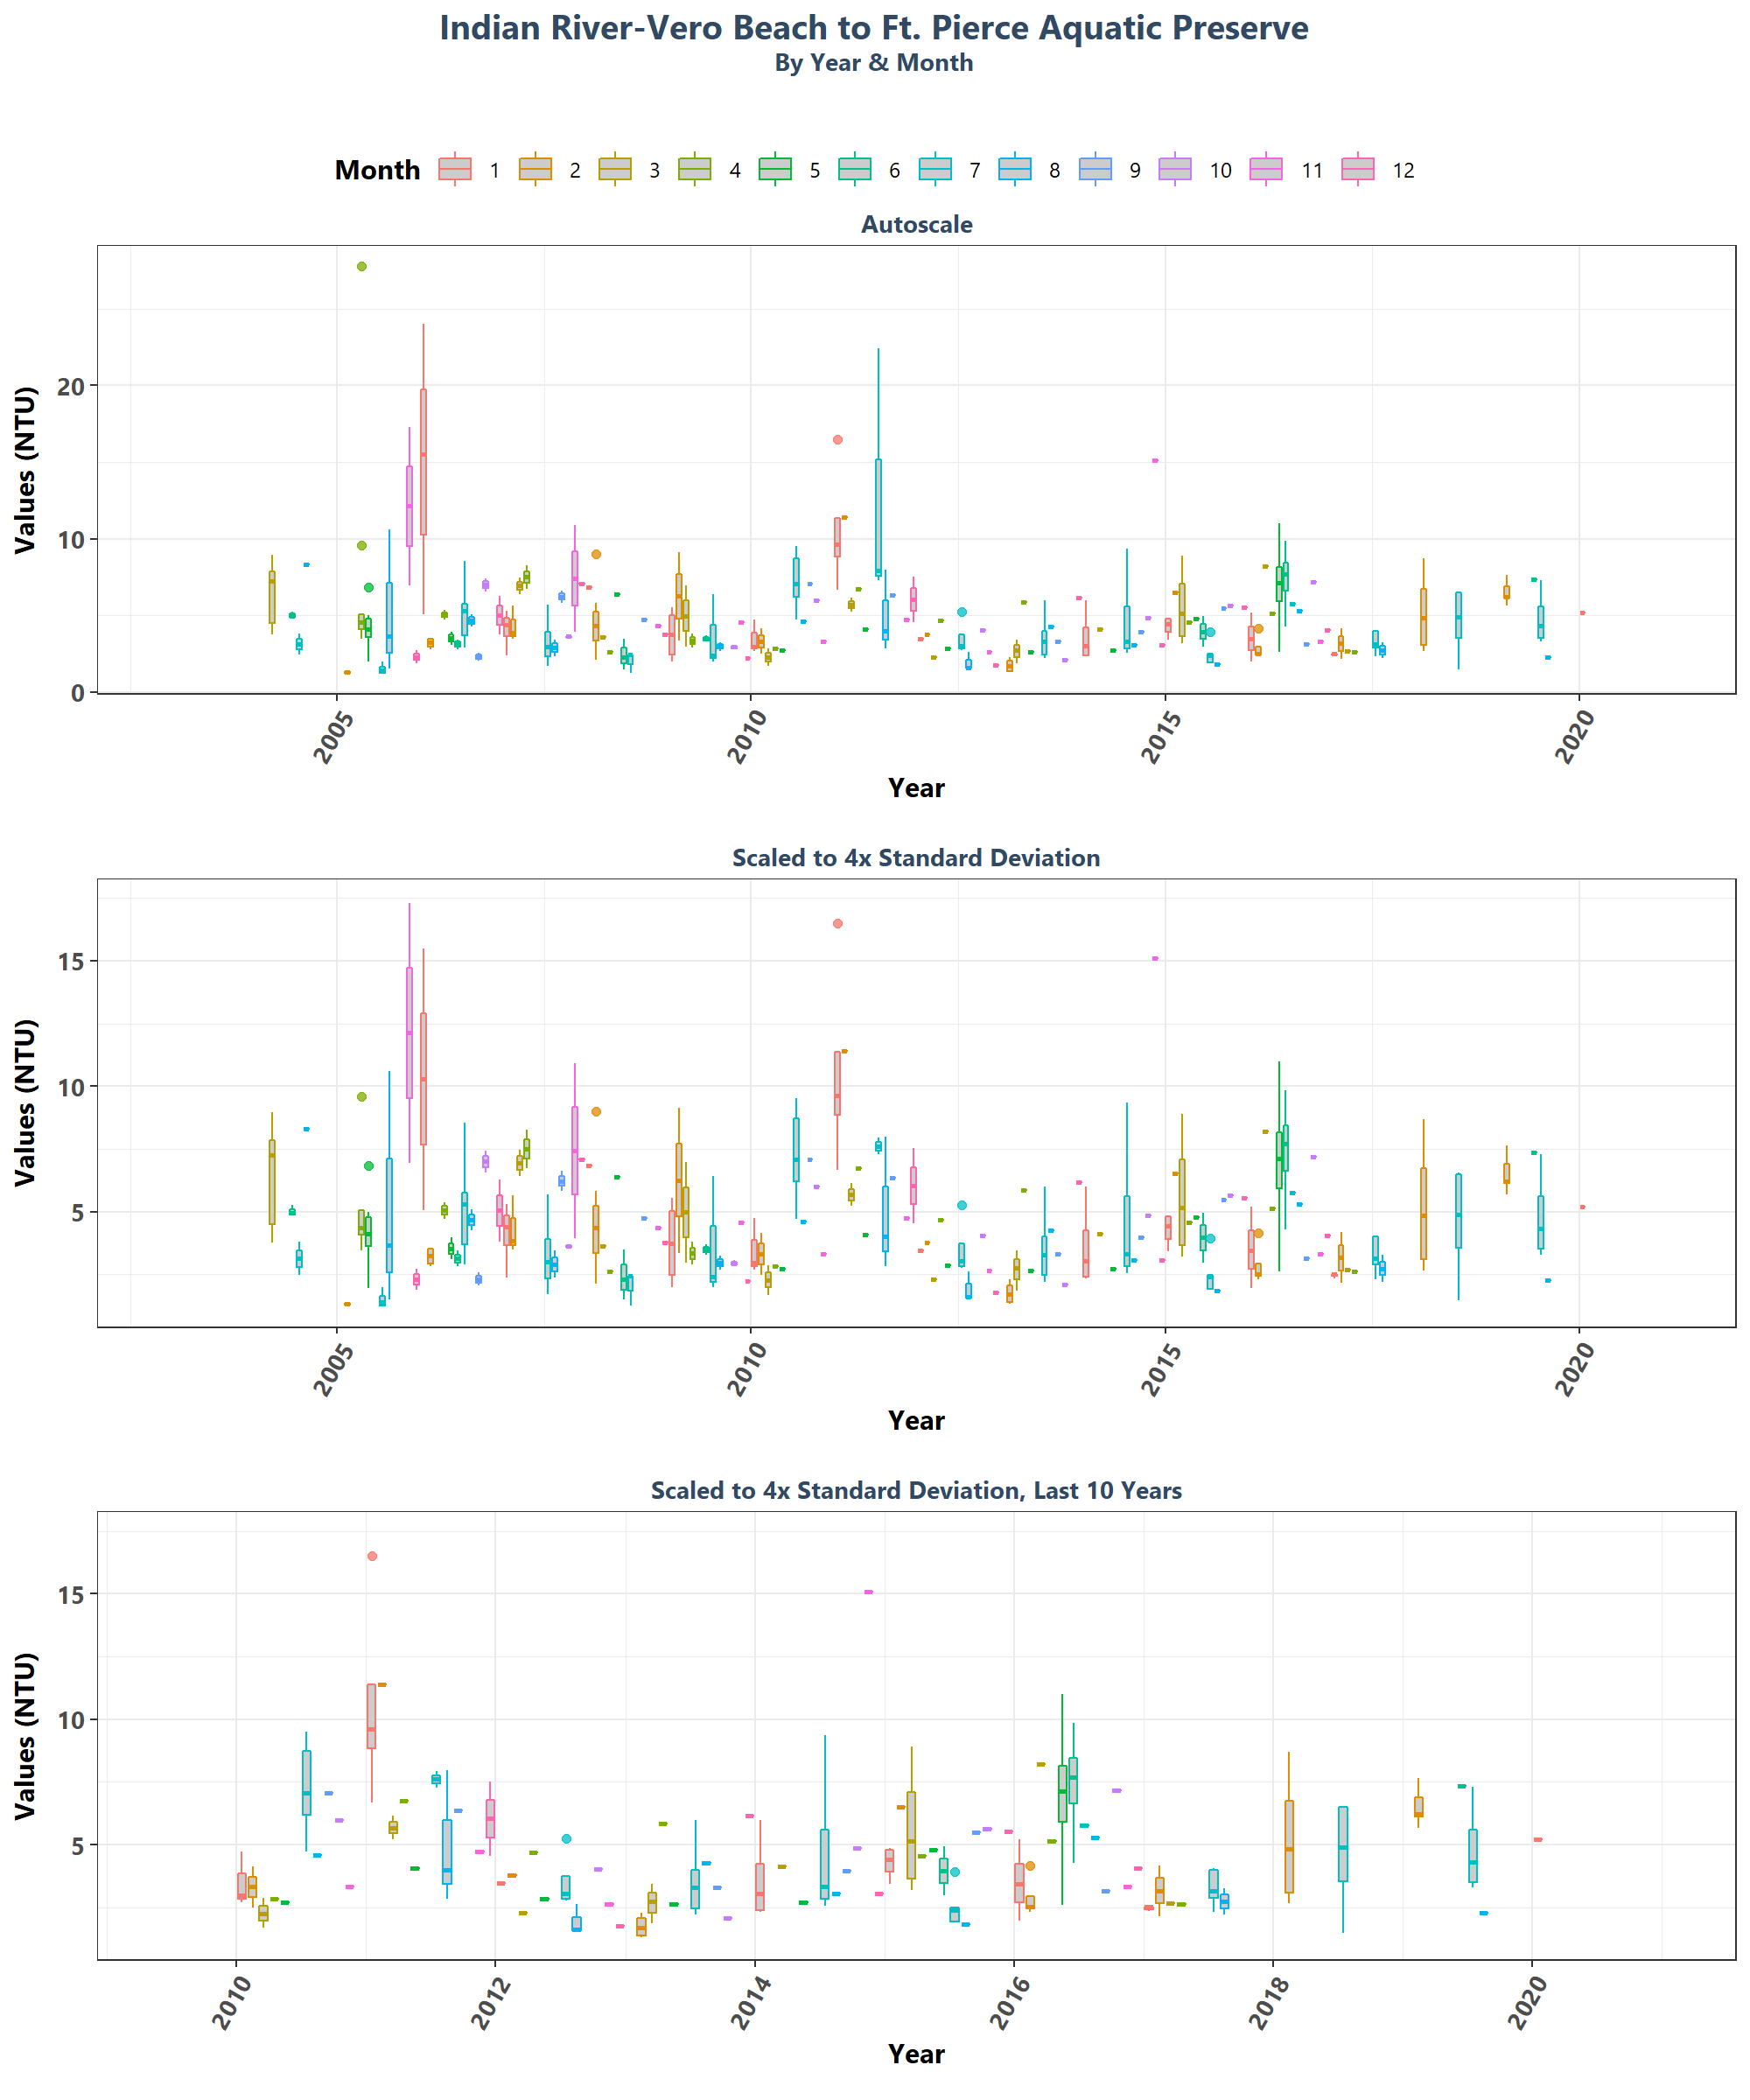 Indian River-Vero Beach to Ft. Pierce Aquatic Preserve
By Year & Month
Month 1 2 3 4 5 6 7 8 9 10 11 12
Autoscale
Values (NTU)
20
10
0
2005 2010 2015 2020
Year
Scaled to 4x Standard Deviation
Values (NTU)
15
10
5
2005 2010 2015 2020
Year
Scaled to 4x Standard Deviation, Last 10 Years
Values (NTU)
15
10
5
2010 2012 2014 2016 2018 2020
Year